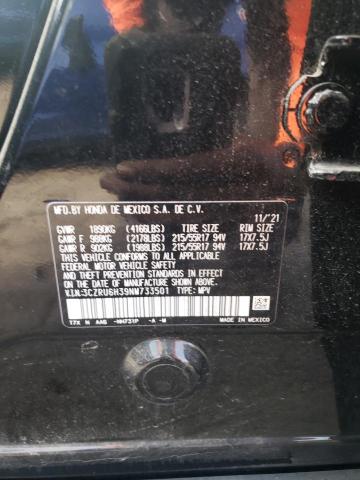 MFD.BY HONDA DE MEXICO S.A. DE C.V. 11/'21
GVWR 1890KG (4166LBS) TIRE SIZE RIM SIZE
GAWR F 988KG (2178LBS) 215/55R17 94V 17X7.5J
GAWR R 902KG (1988LBS) 215/55R17 94V 17X7.5J
THIS VEHICLE CONFORMS TO ALL APPLICABLE
FEDERAL MOTOR VEHICLE SAFETY
AND THEFT PREVENTION STANDARDS IN EFFECT
ON THE DATE OF MANUFACTURE SHOWN ABOVE.
V.I.N.:3CZRU6H39NM733501 TYPE: MPV
T7X N AAG -NH731P -A -M MADE IN MEXICO